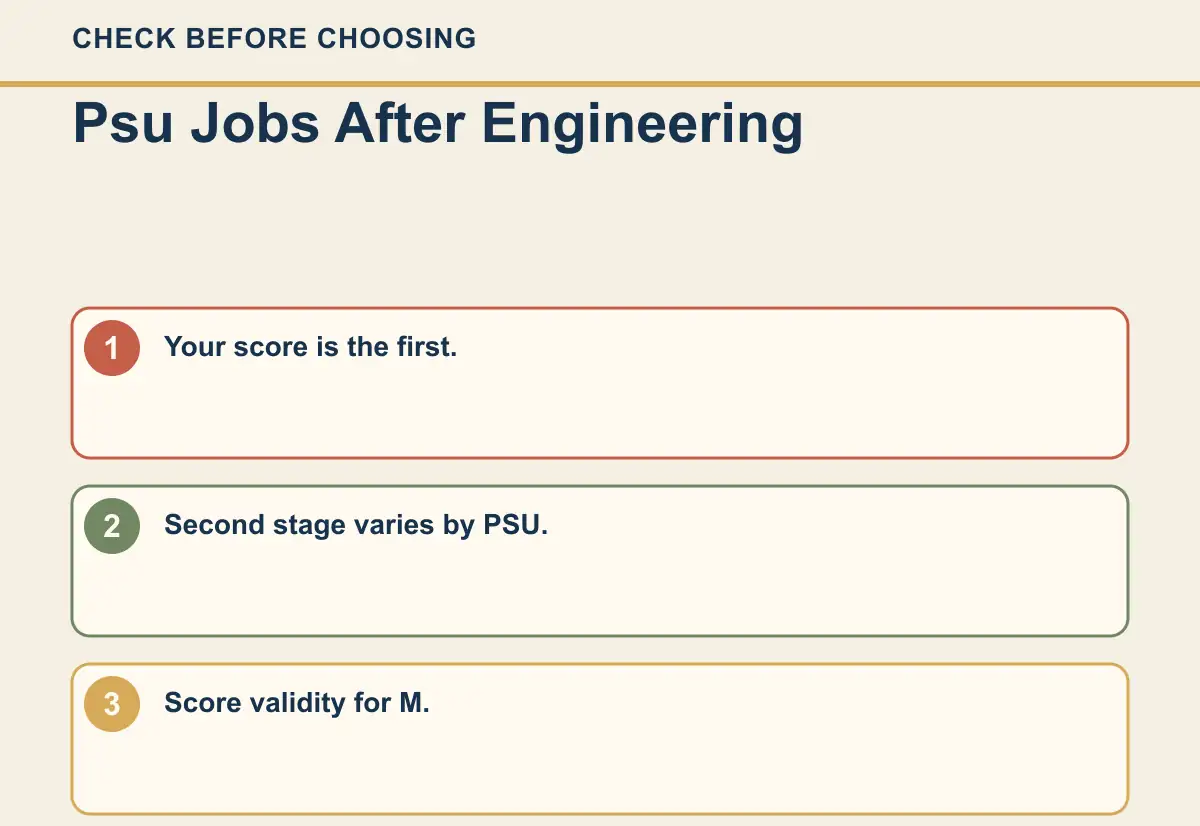 CHECK BEFORE CHOOSING
Psu Jobs After Engineering
1 Your score is the first.
2 Second stage varies by PSU.
3 Score validity for M.